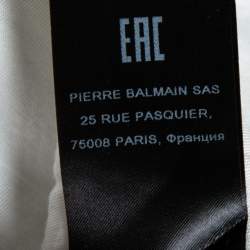 EAC
PIERRE BALMAIN SAS
25 RUE PASQUIER,
75008 PARIS, Франция